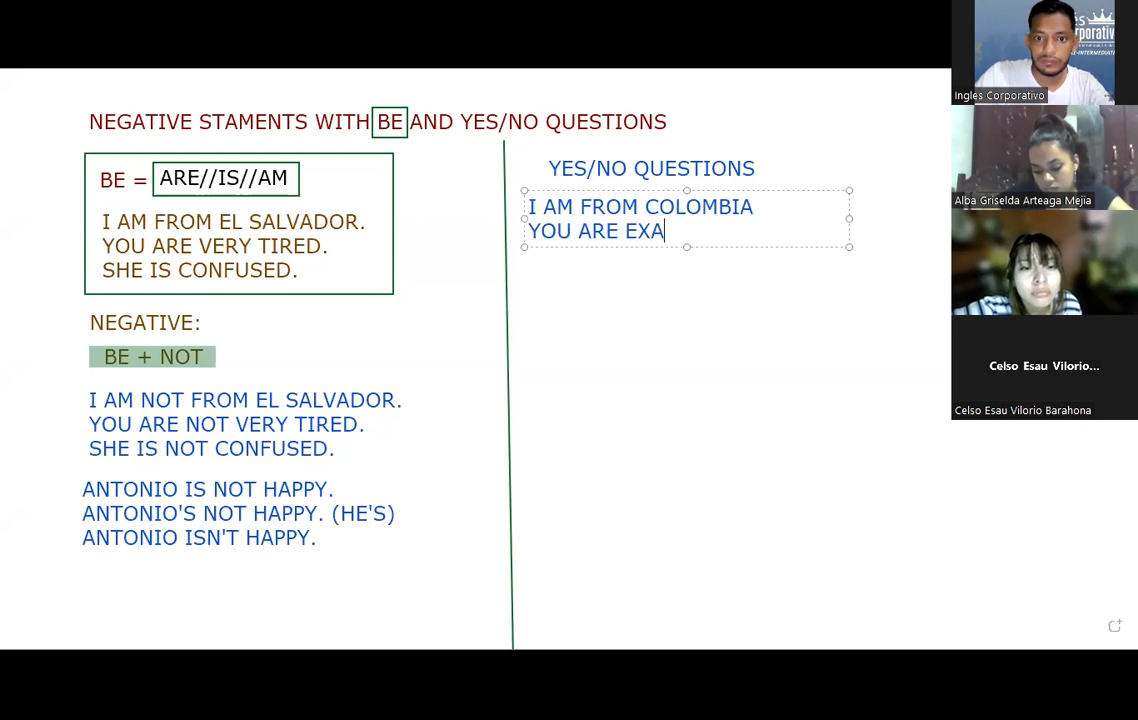 NEGATIVE STAMENTS WITH BE AND YES/NO QUESTIONS
BE = ARE//IS//AM
I AM FROM EL SALVADOR.
YOU ARE VERY TIRED.
SHE IS CONFUSED.
NEGATIVE:
BE + NOT
I AM NOT FROM EL SALVADOR.
YOU ARE NOT VERY TIRED.
SHE IS NOT CONFUSED.
ANTONIO IS NOT HAPPY.
ANTONIO'S NOT HAPPY. (HE'S)
ANTONIO ISN'T HAPPY.
YES/NO QUESTIONS
I AM FROM COLOMBIA
YOU ARE EXA
Ingles Corporativo
Alba Griselda Arteaga Mejia
Celso Esau Vilorio...
Celso Esau Vilorio Barahona